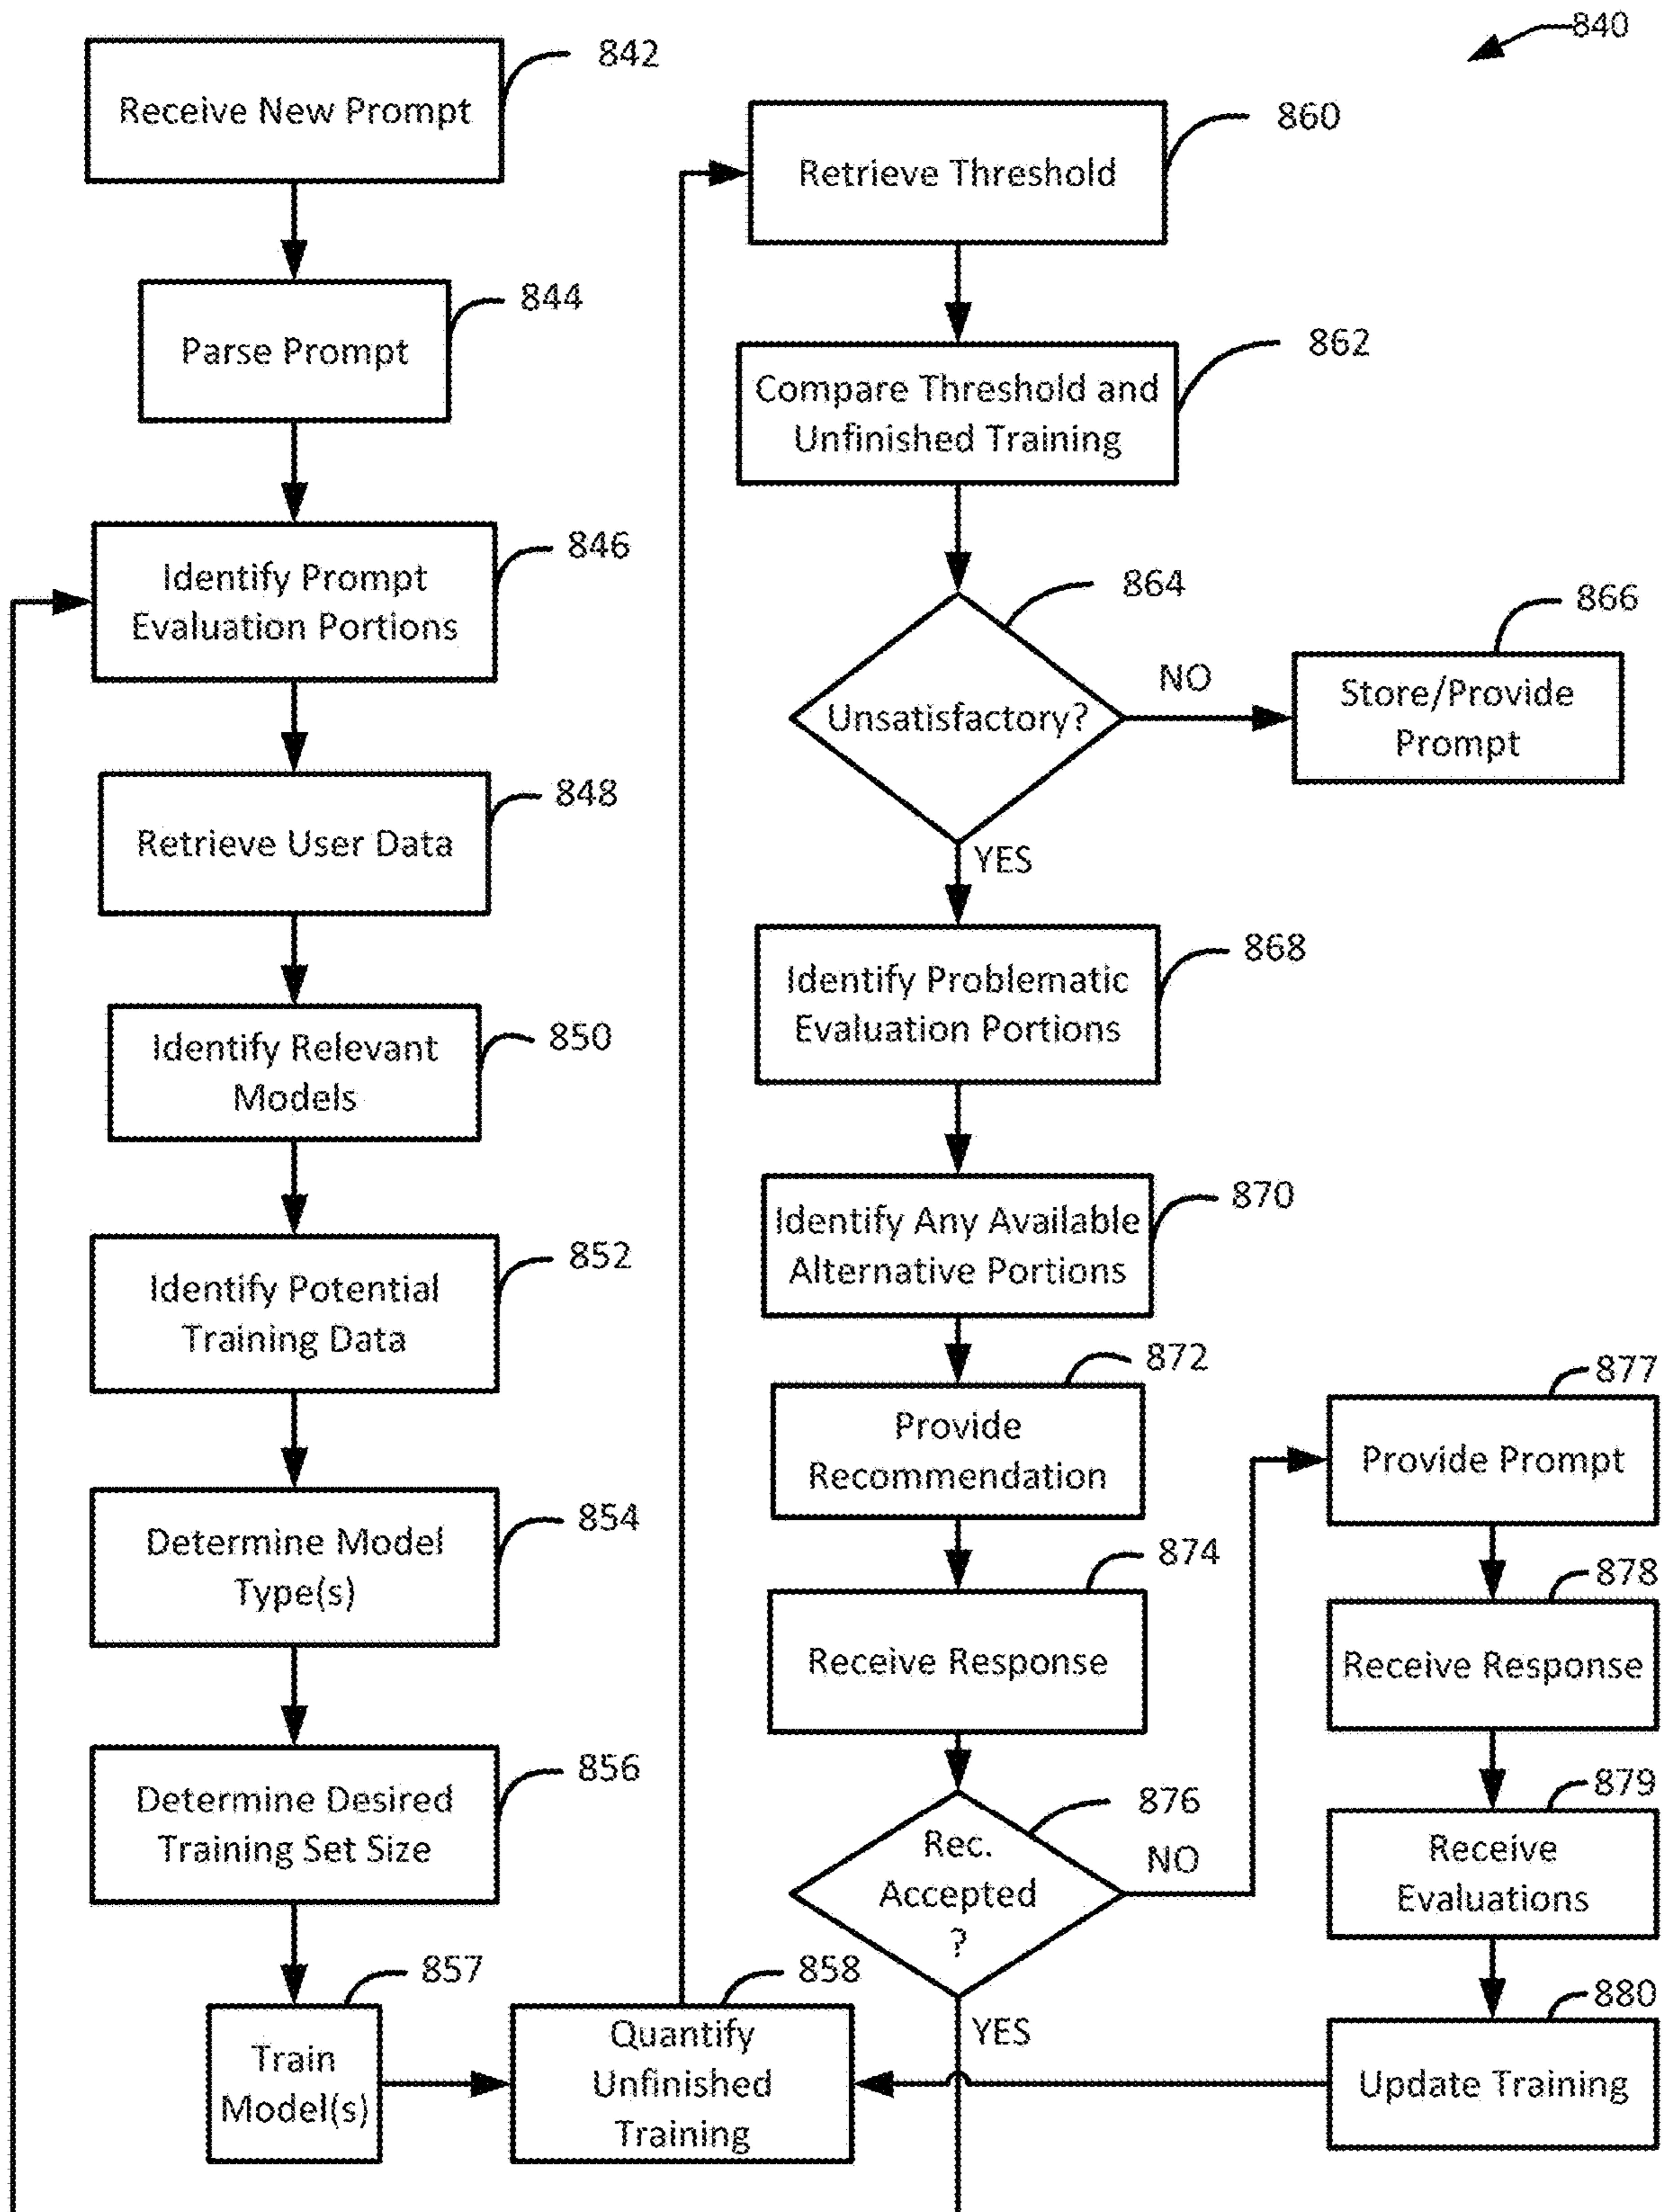 840
842
Receive New Prompt
844
Parse Prompt
846
Identify Prompt
Evaluation Portions
848
Retrieve User Data
850
Identify Relevant
Models
852
Identify Potential
Training Data
854
Determine Model
Type(s)
856
Determine Desired
Training Set Size
857
Train
Model(s)
858
Quantify
Unfinished
Training
860
Retrieve Threshold
862
Compare Threshold and
Unfinished Training
864
Unsatisfactory?
NO
866
Store/Provide
Prompt
YES
868
Identify Problematic
Evaluation Portions
870
Identify Any Available
Alternative Portions
872
Provide
Recommendation
874
Receive Response
876
Rec.
Accepted
?
NO
YES
877
Provide Prompt
878
Receive Response
879
Receive
Evaluations
880
Update Training